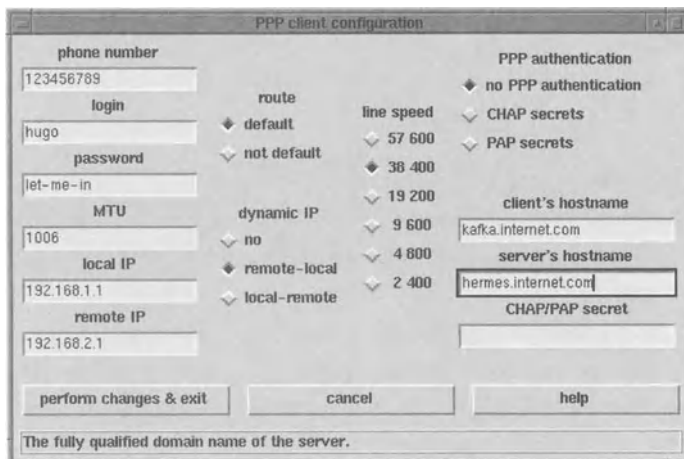 PPP client configuration
phone number
123456789
login
hugo
password
let-me-in
MTU
1006
local IP
192.168.1.1
remote IP
192.168.2.1
route
default
not default
dynamic IP
no
remote-local
local-remote
line speed
57 600
38 400
19 200
9 600
4 800
2 400
PPP authentication
no PPP authentication
CHAP secrets
PAP secrets
client's hostname
kafka.internet.com
server's hostname
hermes.internet.com
CHAP/PAP secret
perform changes & exit
cancel
help
The fully qualified domain name of the server.